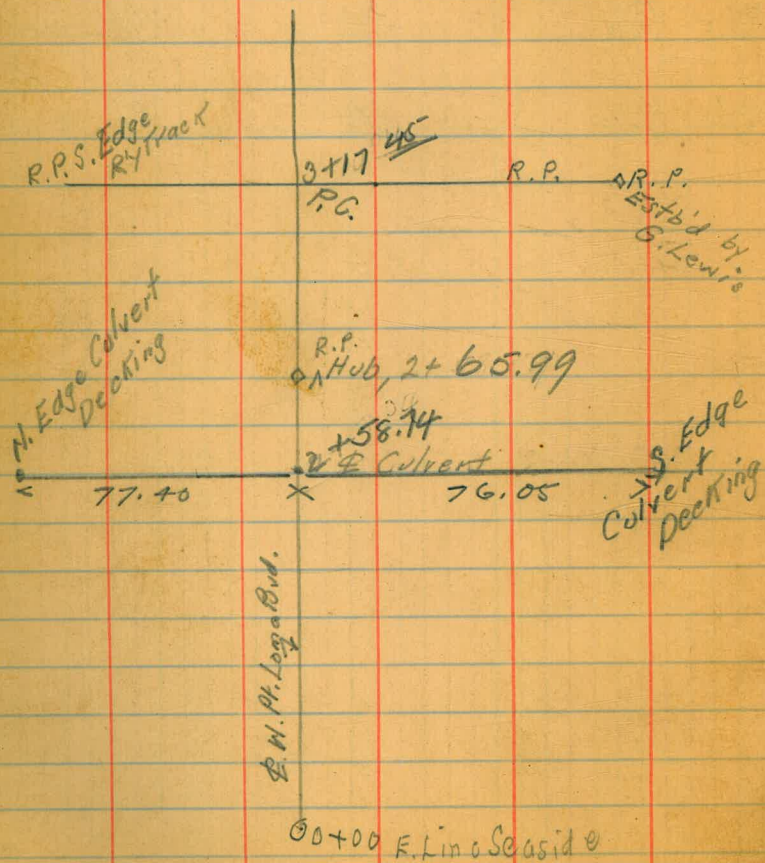 R.P. S. Edge
Ry Track
3+17 45
P.C.
R.P.
R.P.
Estb'd by
G. Lewis
N. Edge Culvert
Decking
R.P.
Hub, 2+65.99
2+58.74
℄ Culvert
77.40
76.05
S. Edge
Culvert
Decking
℄ W. Pt. Loma Bvd.
0+00 E. Line Seaside